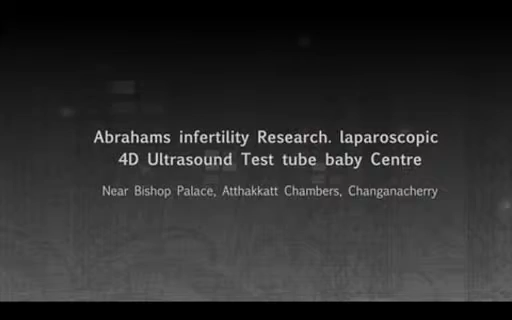 Abrahams infertility Research. laparoscopic
4D Ultrasound Test tube baby Centre
Near Bishop Palace, Atthakkatt Chambers, Changanacherry